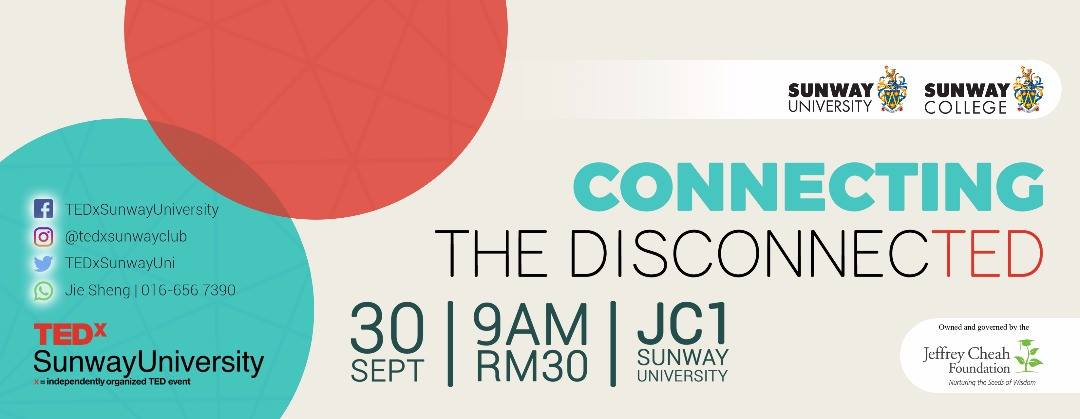 SUNWAY
UNIVERSITY
SUNWAY
COLLEGE
CONNECTING
THE DISCONNECTED
30
SEPT
9AM
RM30
JC1
SUNWAY
UNIVERSITY
TEDxSunwayUniversity
@tedxsunwayclub
TEDxSunwayUni
Jie Sheng | 016-656 7390
TEDx
SunwayUniversity
x = independently organized TED event
Owned and governed by the
Jeffrey Cheah
Foundation
Nurturing the Seeds of Wisdom